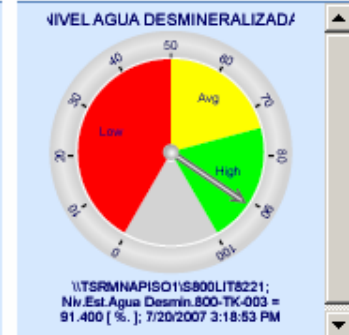 NIVEL AGUA DESMINERALIZADA
50
40
60
Avg
30
70
Low
20
80
High
10
90
0
100
\\TSRMNAPISO1\S800LIT8221;
Niv.Est.Agua Desmin.800-TK-003 =
91.400 [ %. ]; 7/20/2007 3:18:53 PM